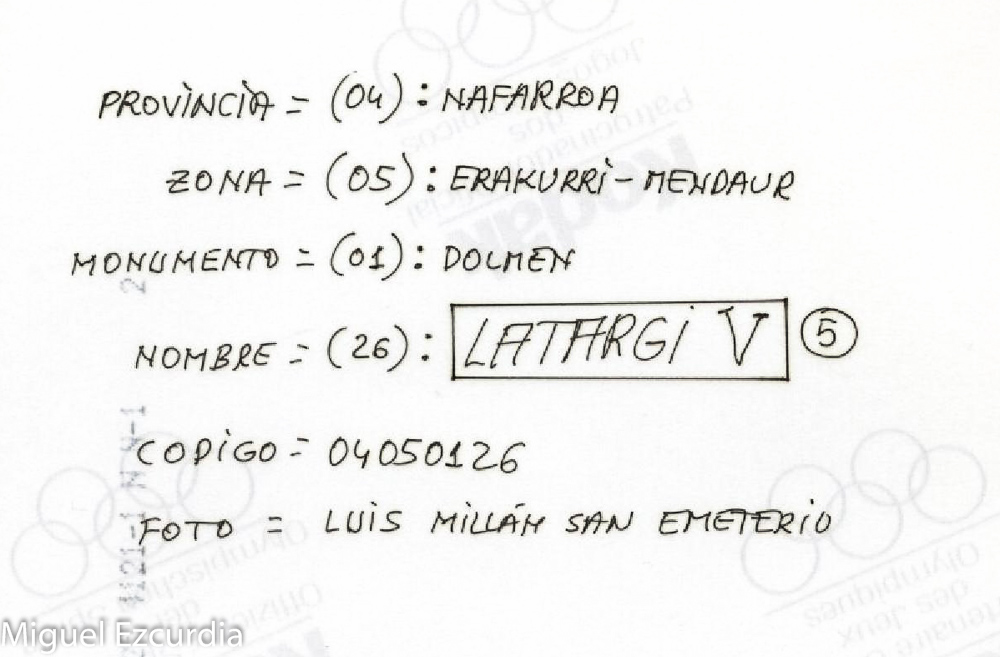 PROVINCIA = (04) : NAFARROA
ZONA = (05) : ERAKURRI - MENDAUR
MONUMENTO = (01) : DOLMEN
NOMBRE = (26) : LATARGI V 5
CODIGO = 04050126
FOTO = LUIS MILLÁN SAN EMETERIO
Miguel Ezcurdia